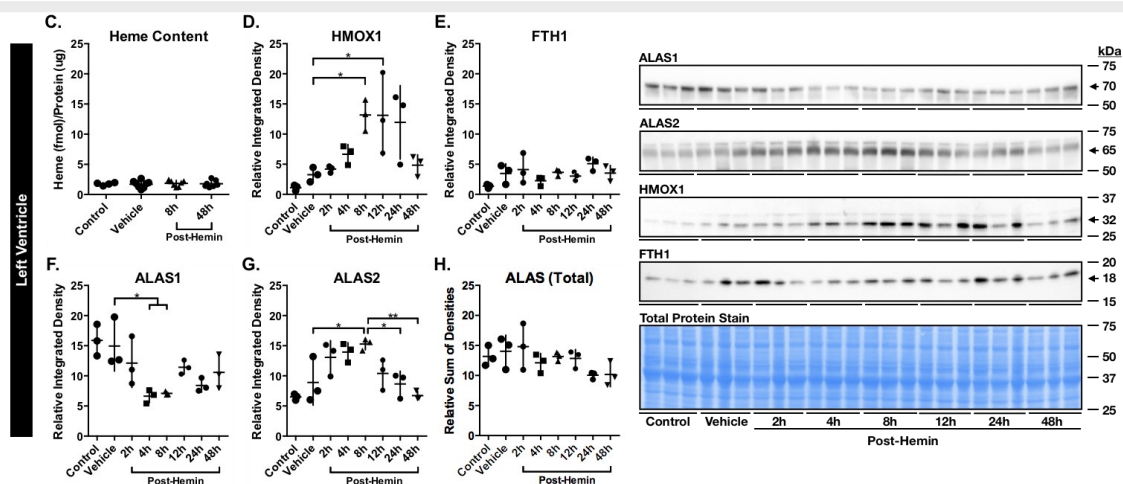 Left Ventricle
C.
Heme Content
Heme (fmol)/Protein (ug)
25
20
15
10
5
0
Control
Vehicle
8h
48h
Post-Hemin
D.
HMOX1
Relative Integrated Density
25
20
15
10
5
0
*
*
Control
Vehicle
2h
4h
8h
12h
24h
48h
Post-Hemin
E.
FTH1
Relative Integrated Density
25
20
15
10
5
0
Control
Vehicle
2h
4h
8h
12h
24h
48h
Post-Hemin
F.
ALAS1
Relative Integrated Density
25
20
15
10
5
0
*
Control
Vehicle
2h
4h
8h
12h
24h
48h
Post-Hemin
G.
ALAS2
Relative Integrated Density
25
20
15
10
5
0
*
**
*
Control
Vehicle
2h
4h
8h
12h
24h
48h
Post-Hemin
H.
ALAS (Total)
Relative Sum of Densities
25
20
15
10
5
0
Control
Vehicle
2h
4h
8h
12h
24h
48h
Post-Hemin
kDa
ALAS1
75
70
50
ALAS2
75
65
50
HMOX1
37
32
25
FTH1
20
18
15
Total Protein Stain
75
50
37
25
Control Vehicle 2h 4h 8h 12h 24h 48h
Post-Hemin